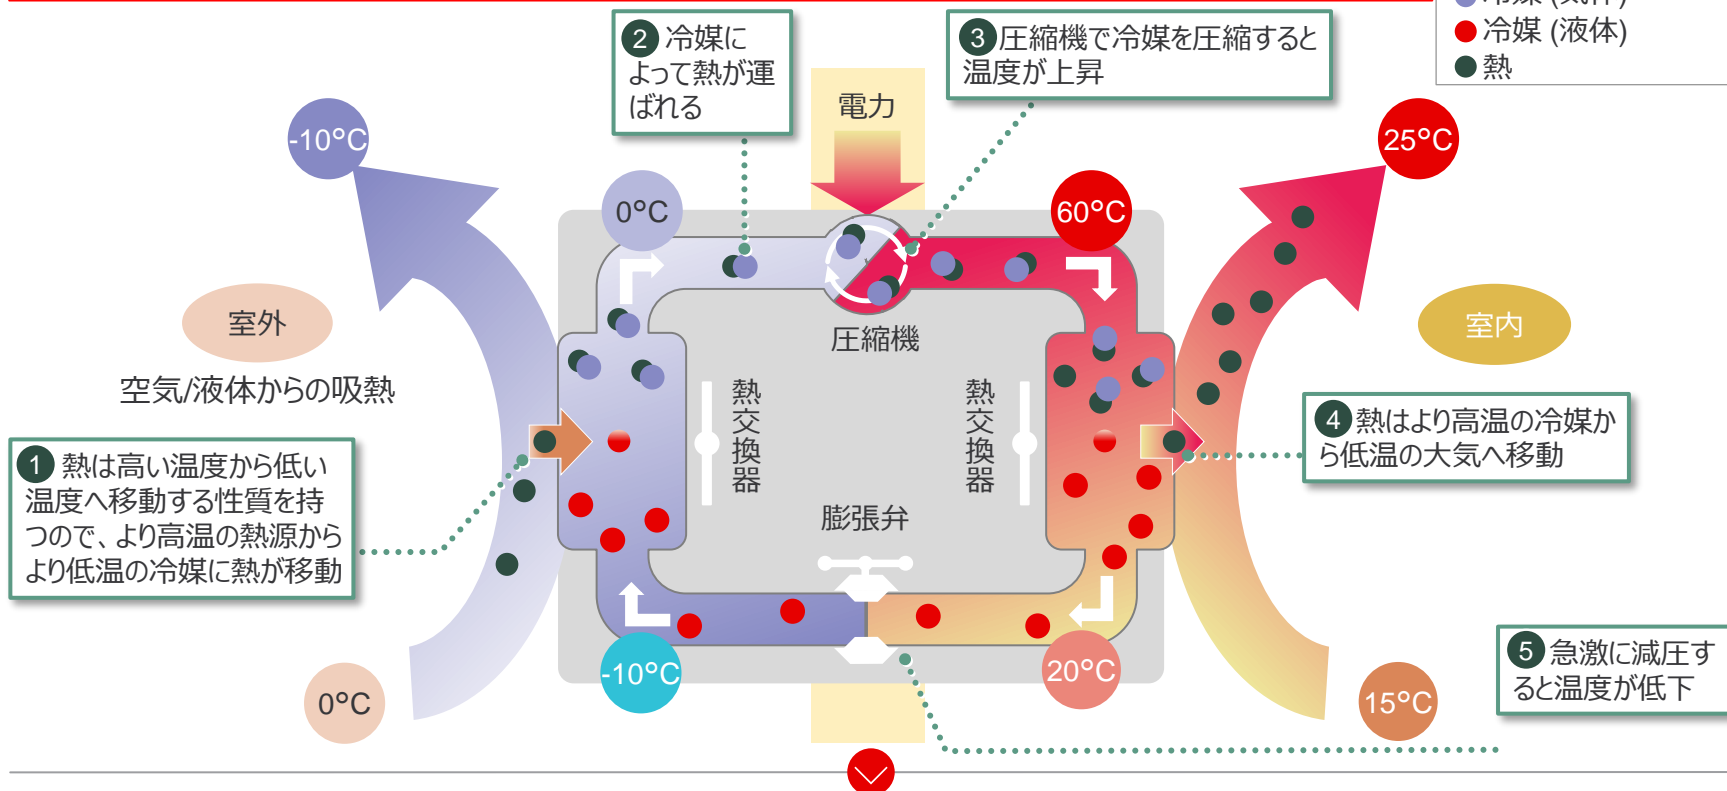 冷媒 (気体)
冷媒 (液体)
熱
2 冷媒に
よって熱が運
ばれる
3 圧縮機で冷媒を圧縮すると
温度が上昇
電力
-10°C
25°C
0°C
60°C
室外
空気/液体からの吸熱
圧縮機
室内
熱交換器
熱交換器
1 熱は高い温度から低い
温度へ移動する性質を持
つので、より高温の熱源から
より低温の冷媒に熱が移動
4 熱はより高温の冷媒か
ら低温の大気へ移動
膨張弁
-10°C
20°C
0°C
15°C
5 急激に減圧す
ると温度が低下